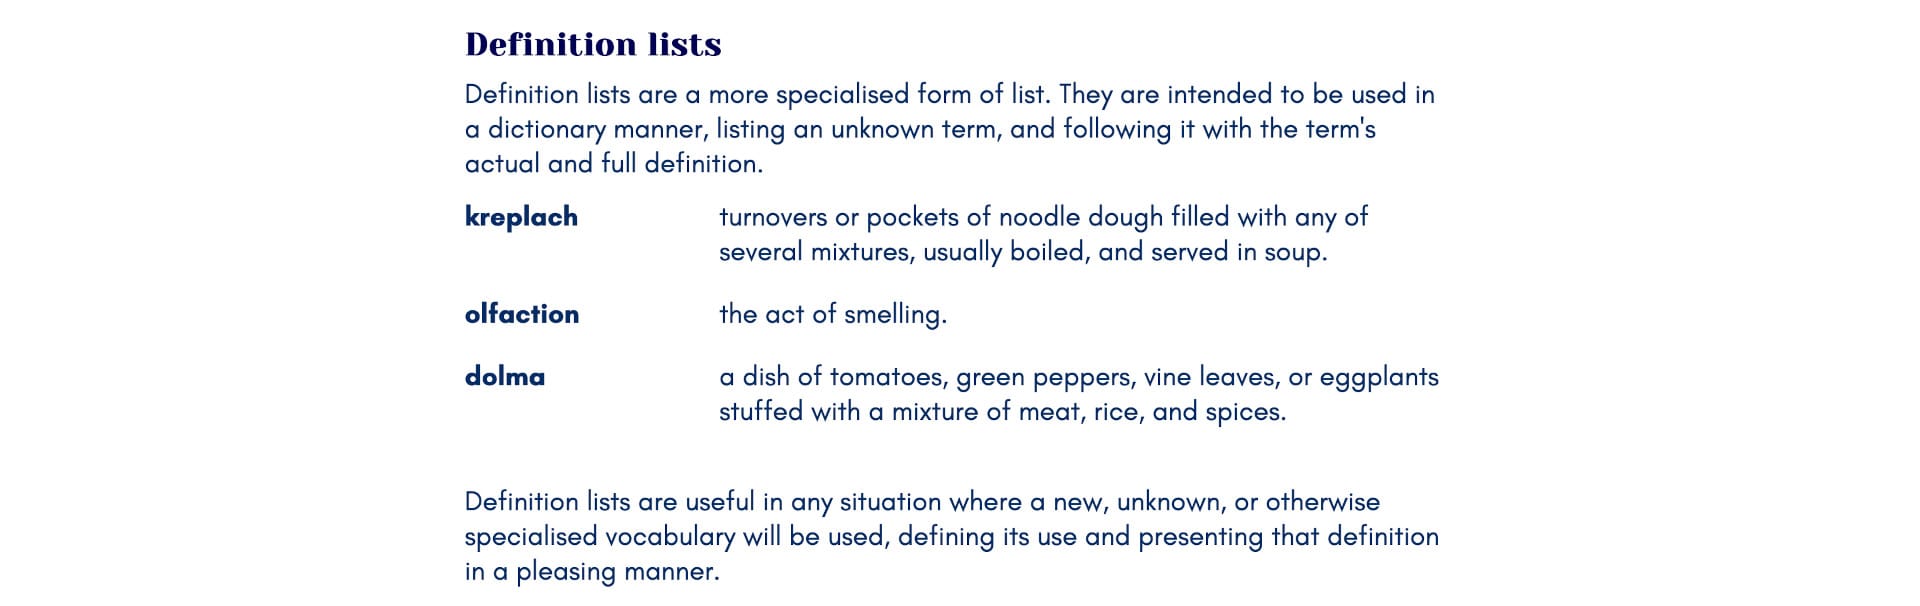 Definition lists
Definition lists are a more specialised form of list. They are intended to be used in
a dictionary manner, listing an unknown term, and following it with the term's
actual and full definition.
kreplach turnovers or pockets of noodle dough filled with any of
several mixtures, usually boiled, and served in soup.
olfaction the act of smelling.
dolma a dish of tomatoes, green peppers, vine leaves, or eggplants
stuffed with a mixture of meat, rice, and spices.
Definition lists are useful in any situation where a new, unknown, or otherwise
specialised vocabulary will be used, defining its use and presenting that definition
in a pleasing manner.